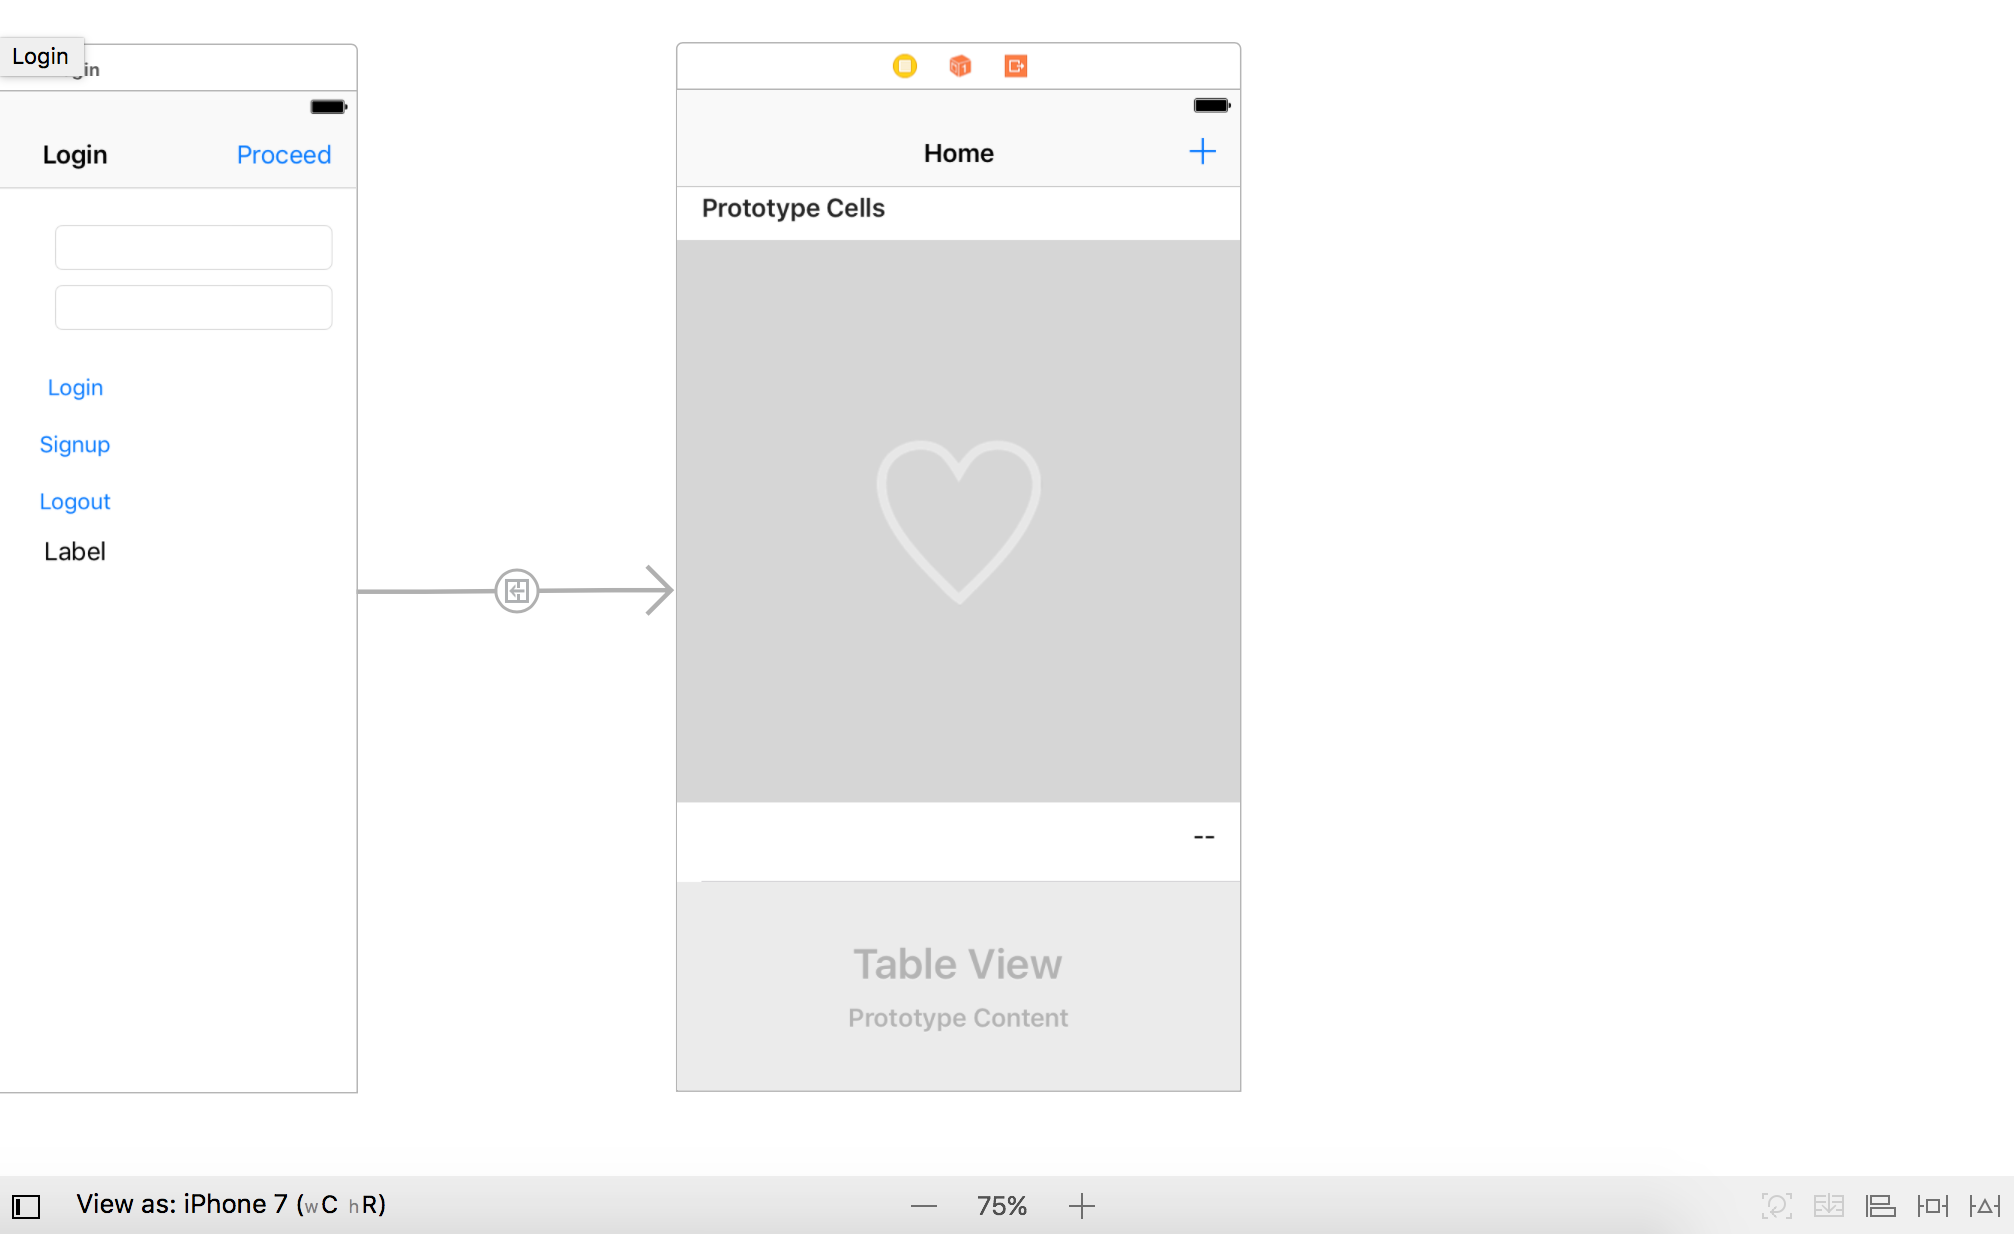 Login
in
Login
Proceed
Login
Signup
Logout
Label
Home
+
Prototype Cells
--
Table View
Prototype Content
View as: iPhone 7 (wC hR)
— 75% +